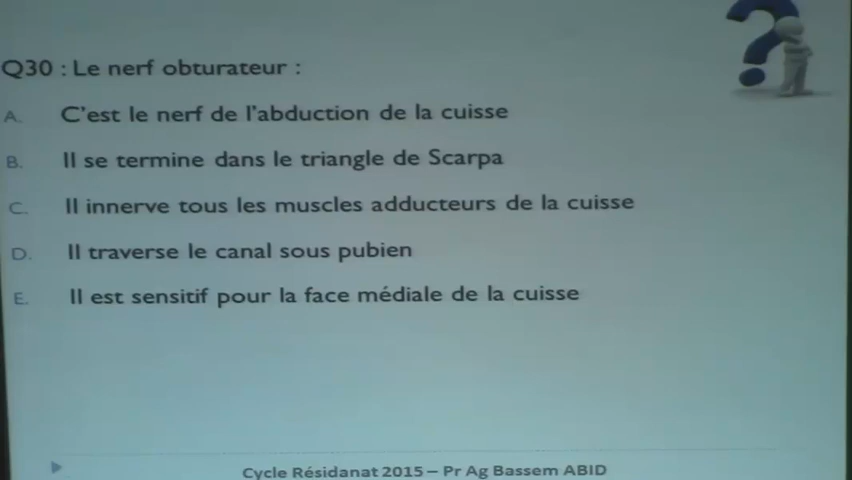 Q30 : Le nerf obturateur :
A. C'est le nerf de l'abduction de la cuisse
B. Il se termine dans le triangle de Scarpa
C. Il innerve tous les muscles adducteurs de la cuisse
D. Il traverse le canal sous pubien
E. Il est sensitif pour la face médiale de la cuisse
Cycle Résidanat 2015 – Pr Ag Bassem ABID